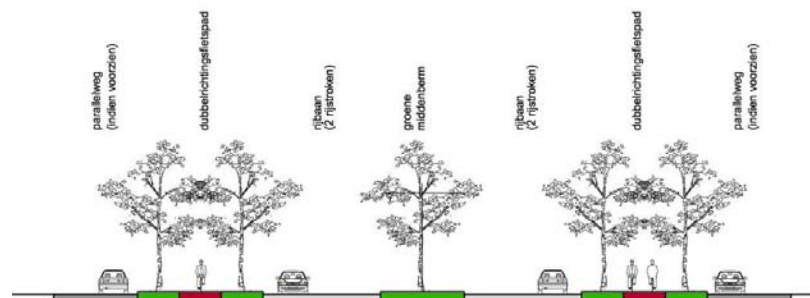 parallelweg
(indien voorzien)
dubbelrichtingsfietspad
rijbaan
(2 rijstroken)
groene
middenberm
rijbaan
(2 rijstroken)
dubbelrichtingsfietspad
parallelweg
(indien voorzien)